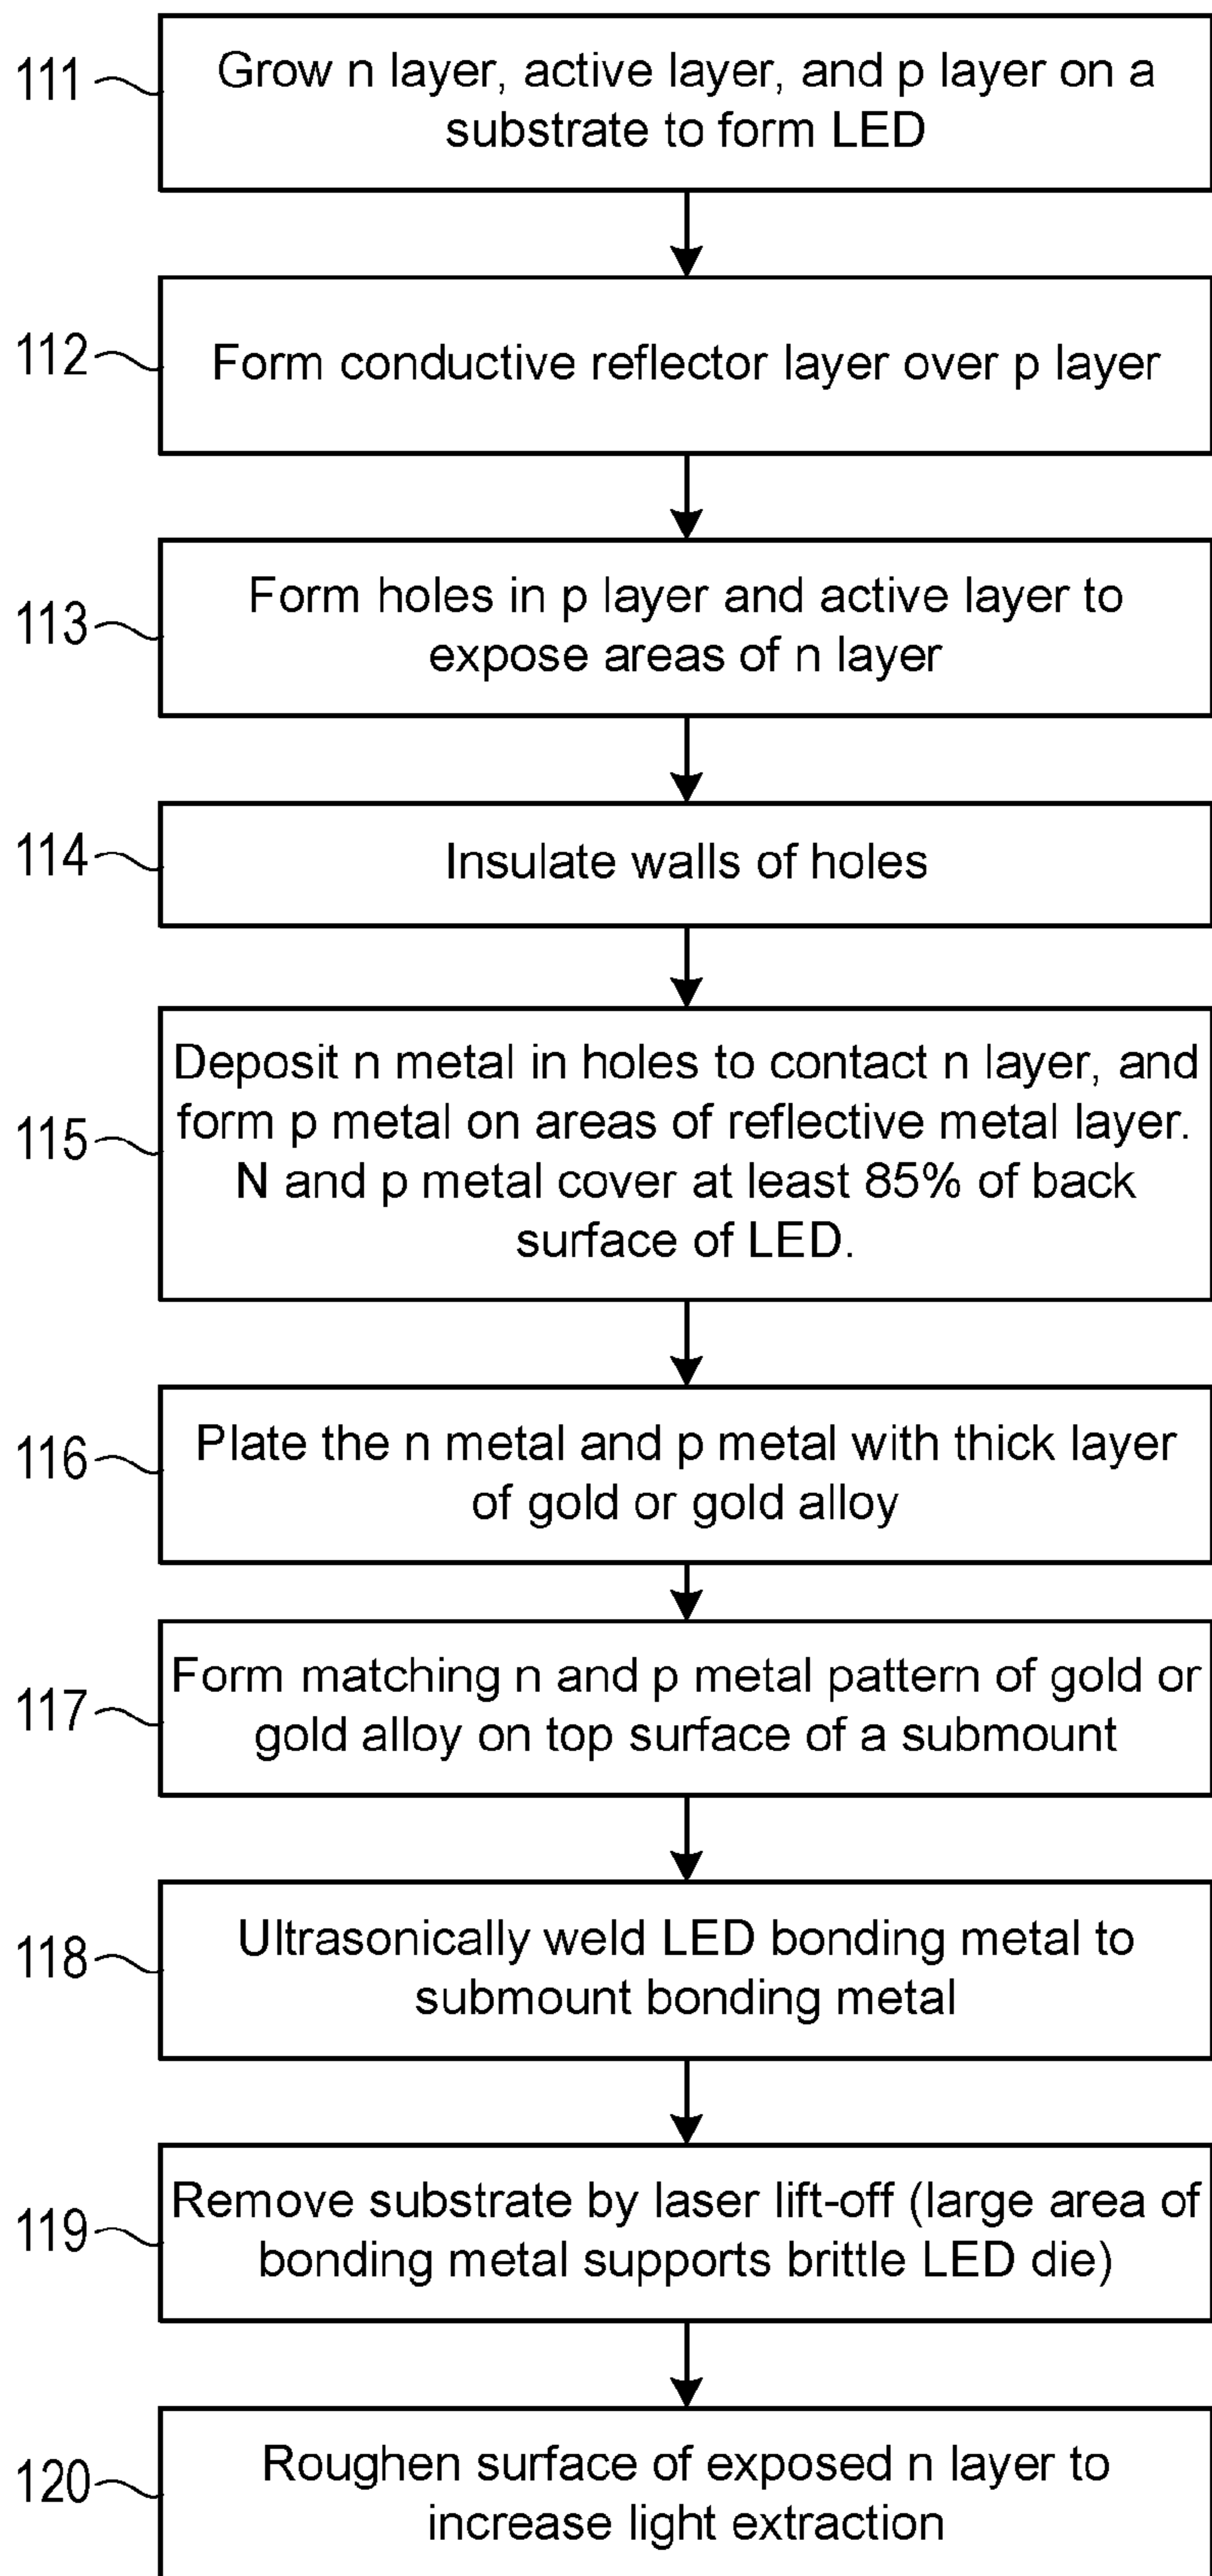 111
Grow n layer, active layer, and p layer on a
substrate to form LED
112
Form conductive reflector layer over p layer
113
Form holes in p layer and active layer to
expose areas of n layer
114
Insulate walls of holes
115
Deposit n metal in holes to contact n layer, and
form p metal on areas of reflective metal layer.
N and p metal cover at least 85% of back
surface of LED.
116
Plate the n metal and p metal with thick layer
of gold or gold alloy
117
Form matching n and p metal pattern of gold or
gold alloy on top surface of a submount
118
Ultrasonically weld LED bonding metal to
submount bonding metal
119
Remove substrate by laser lift-off (large area of
bonding metal supports brittle LED die)
120
Roughen surface of exposed n layer to
increase light extraction